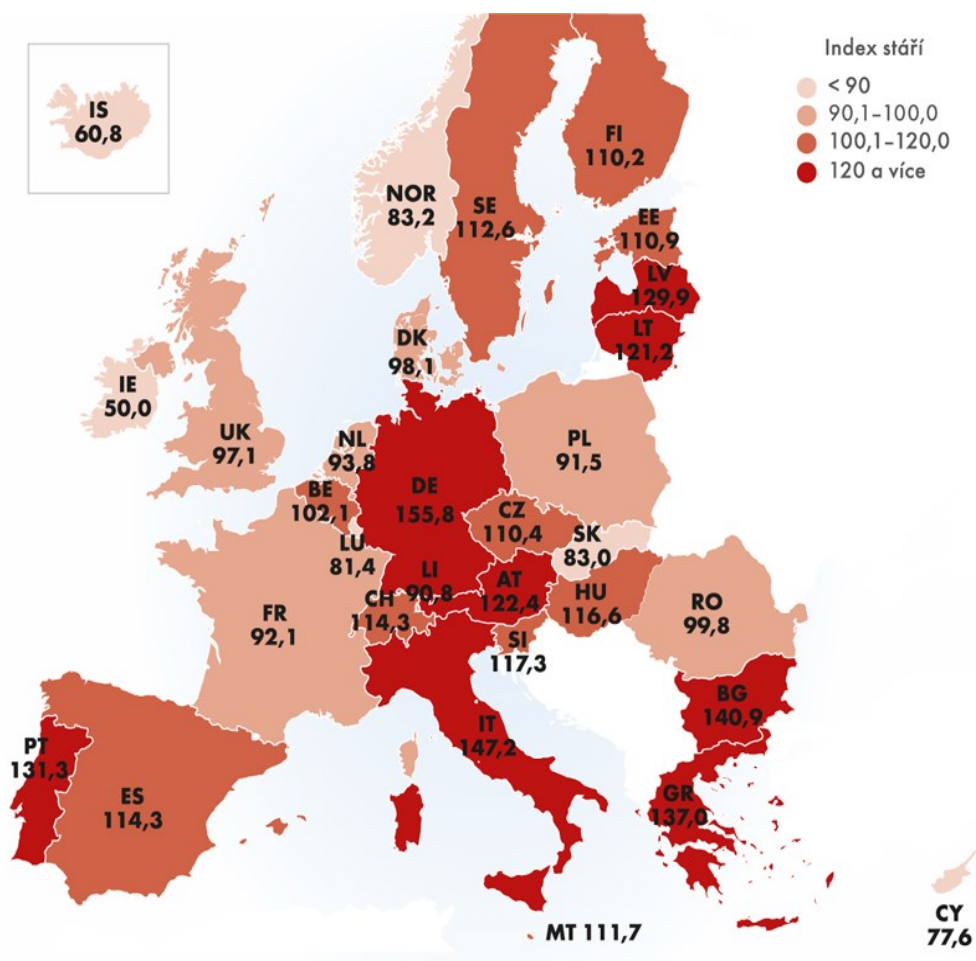 Index stáří
< 90
90,1–100,0
100,1–120,0
120 a více
IS
60,8
NOR
83,2
SE
112,6
FI
110,2
EE
110,9
LV
129,9
LT
121,2
DK
98,1
IE
50,0
UK
97,1
NL
93,8
BE
102,1
LU
81,4
DE
155,8
PL
91,5
CZ
110,4
SK
83,0
LI
90,8
AT
122,4
CH
114,3
HU
116,6
SI
117,3
RO
99,8
FR
92,1
BG
140,9
IT
147,2
PT
131,3
ES
114,3
GR
137,0
MT 111,7
CY
77,6